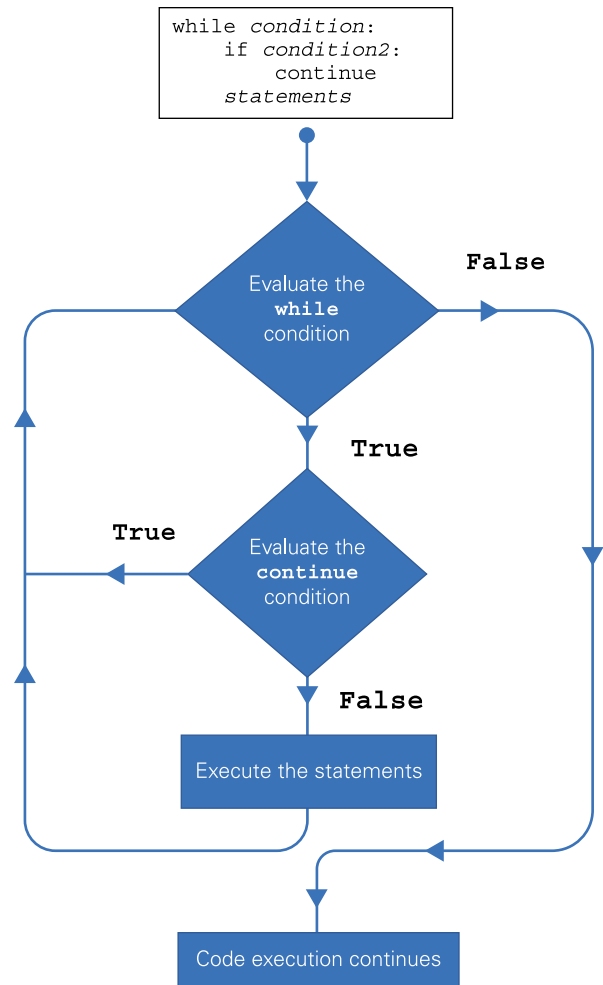 while condition:
    if condition2:
        continue
    statements
Evaluate the
while
condition
False
True
True
Evaluate the
continue
condition
False
Execute the statements
Code execution continues